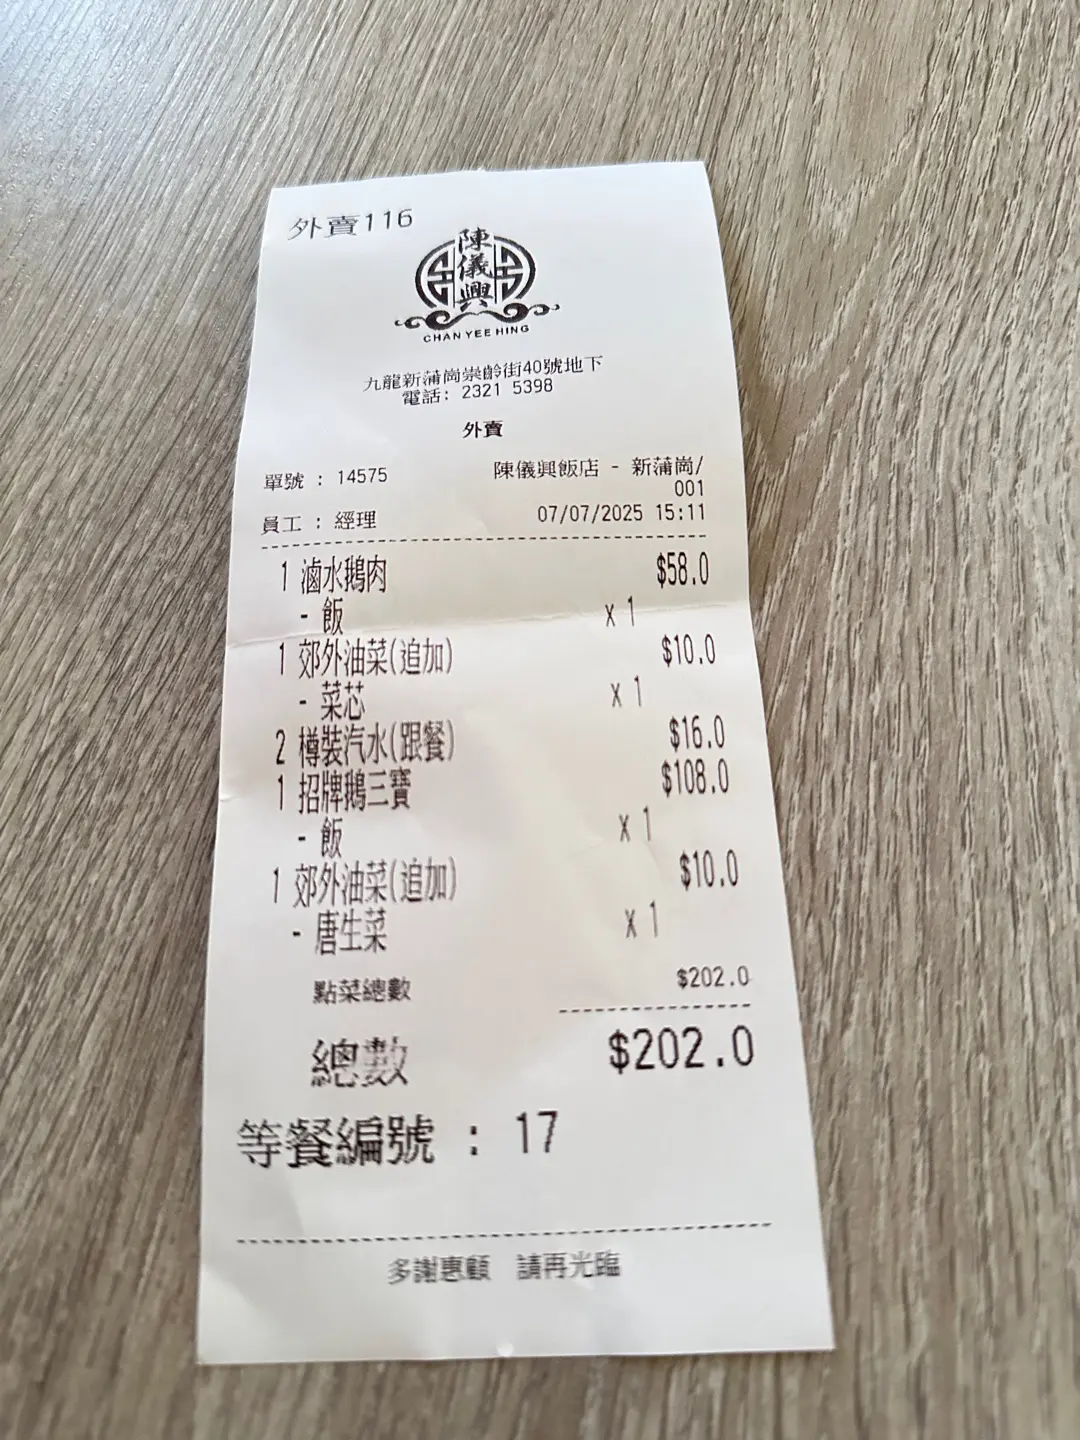 外賣116
陳儀興
CHAN YEE HING
九龍新蒲崗崇齡街40號地下
電話: 2321 5398
外賣
單號 : 14575 陳儀興飯店 - 新蒲崗/
001
員工 : 經理 07/07/2025 15:11
1 滷水鵝肉 $58.0
- 飯 x 1
1 郊外油菜(追加) $10.0
- 菜芯 x 1
2 樽裝汽水(跟餐) $16.0
1 招牌鵝三寶 $108.0
- 飯 x 1
1 郊外油菜(追加) $10.0
- 唐生菜 x 1
點菜總數 $202.0
總數 $202.0
等餐編號 : 17
多謝惠顧 請再光臨